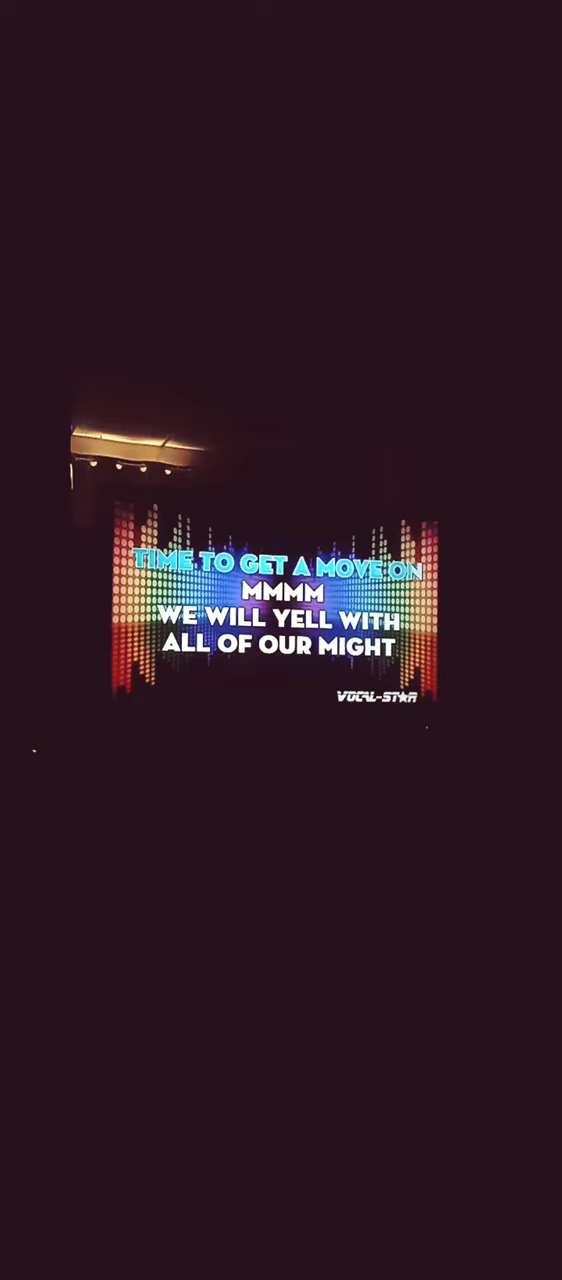 TIME TO GET A MOVE ON
MMMM
WE WILL YELL WITH
ALL OF OUR MIGHT
VOCAL-STAR